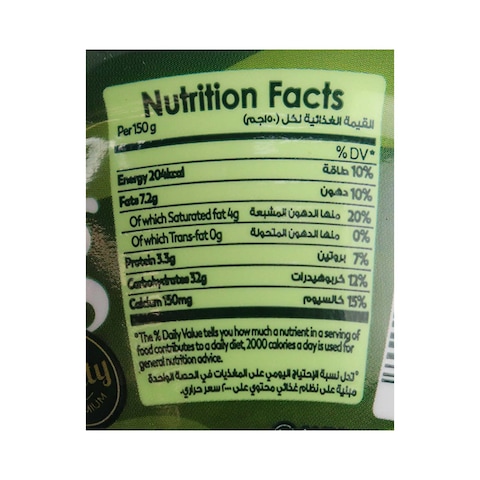 Nutrition Facts
Per 150 g القيمة الغذائية لكل (١٥٠جم)
% DV*
Energy 204kcal 10% طاقة
Fats 7.2g 10% دهون
Of which Saturated fat 4g 20% منها الدهون المشبعة
Of which Trans-fat 0g 0% منها الدهون المتحولة
Protein 3.3g 7% بروتين
Carbohydrates 32g 12% كربوهيدرات
Calcium 150mg 15% كالسيوم
*The % Daily Value tells you how much a nutrient in a serving of
food contributes to a daily diet, 2000 calories a day is used for
general nutrition advice.
*تدل نسبة الإحتياج اليومي على المغذيات في الحصة الواحدة
مبنية على نظام غذائي محتوي على ٢٠٠٠ سعر حراري.